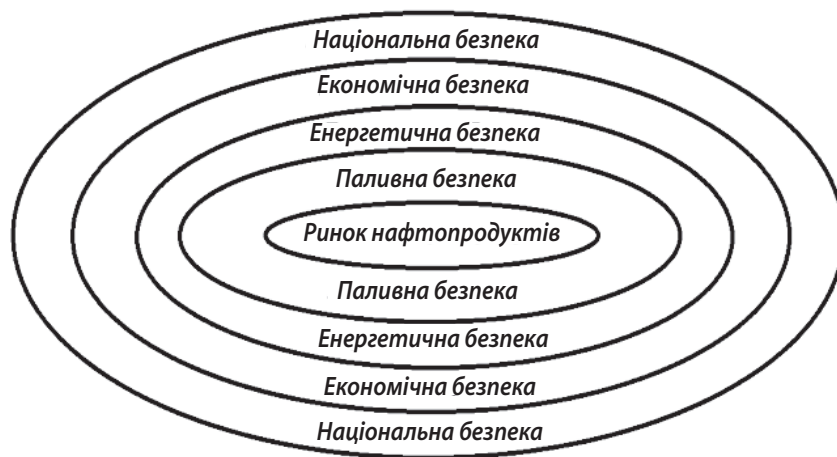 Національна безпека
Економічна безпека
Енергетична безпека
Паливна безпека
Ринок нафтопродуктів
Паливна безпека
Енергетична безпека
Економічна безпека
Національна безпека